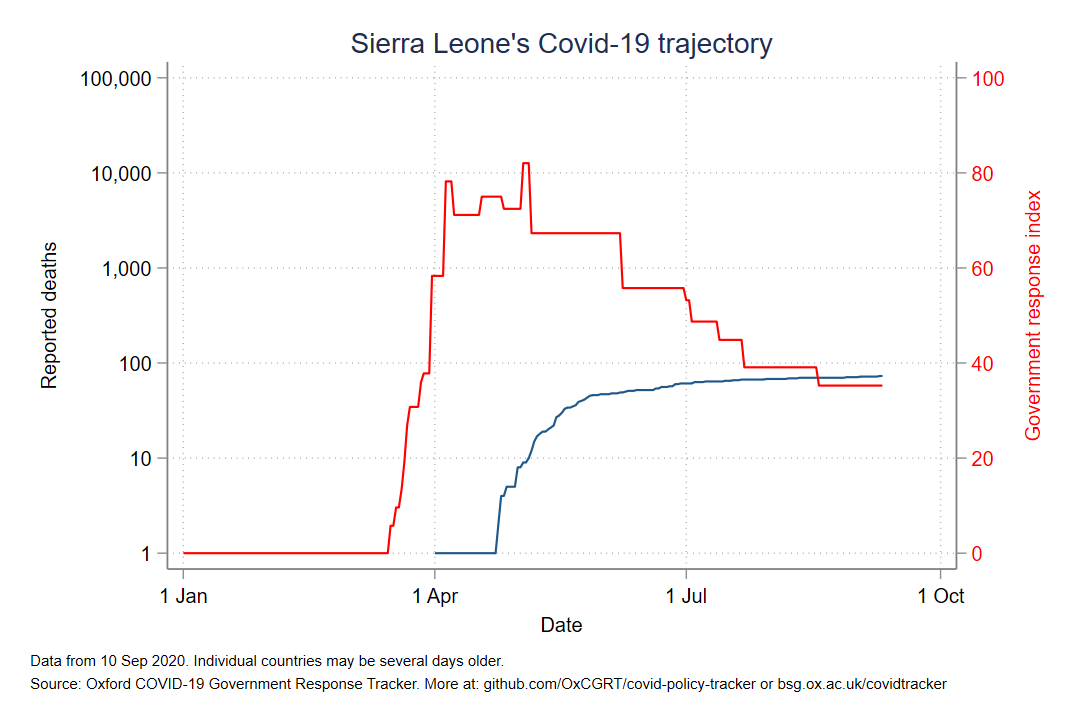 Sierra Leone's Covid-19 trajectory
100,000
10,000
1,000
100
10
1
Reported deaths
100
80
60
40
20
0
Government response index
1 Jan
1 Apr
1 Jul
1 Oct
Date
Data from 10 Sep 2020. Individual countries may be several days older.
Source: Oxford COVID-19 Government Response Tracker. More at: github.com/OxCGRT/covid-policy-tracker or bsg.ox.ac.uk/covidtracker